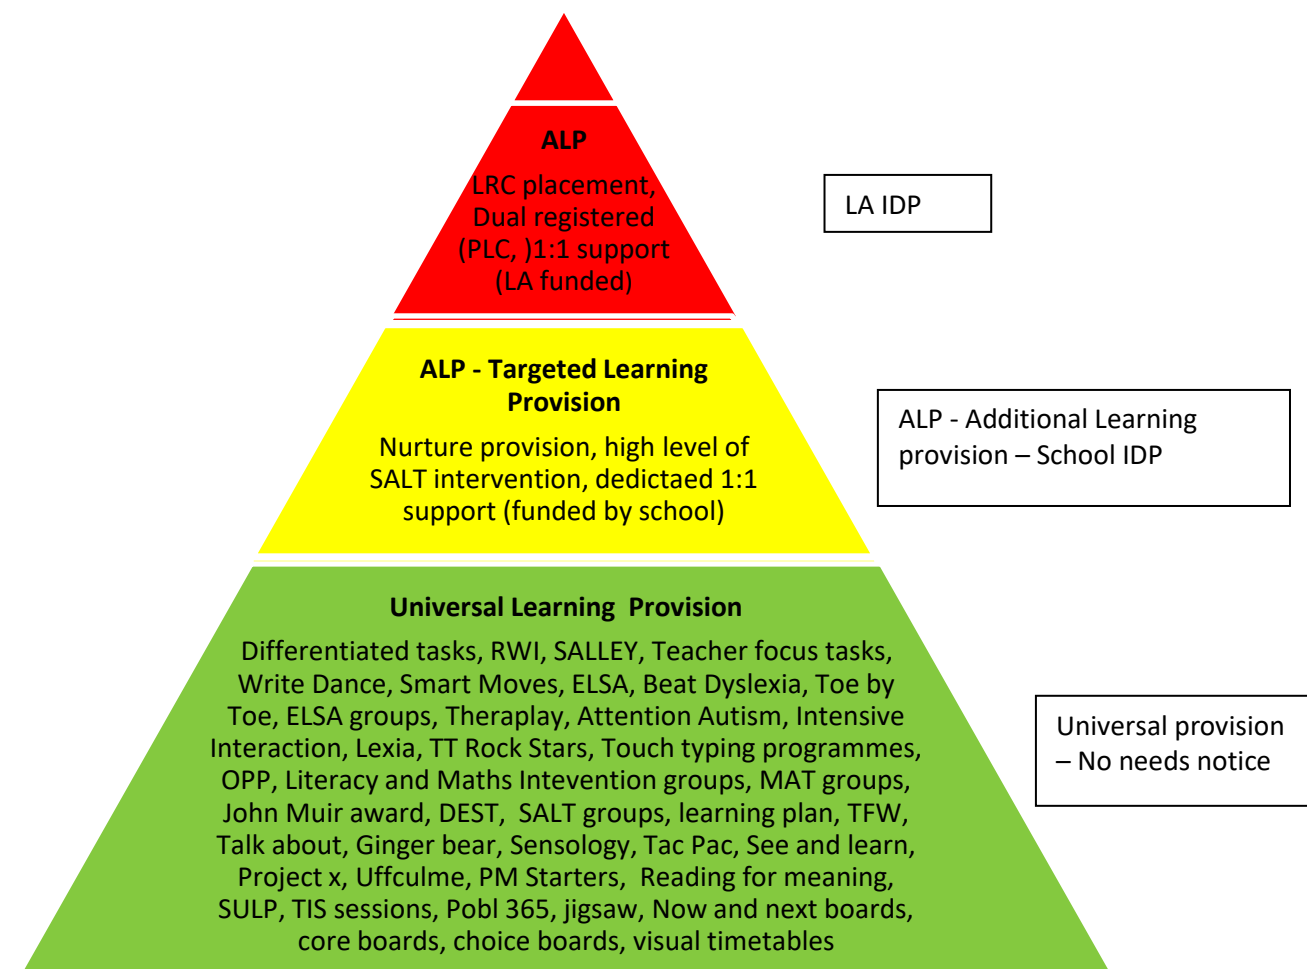 ALP
LRC placement,
Dual registered
(PLC, )1:1 support
(LA funded)
LA IDP
ALP - Targeted Learning
Provision
Nurture provision, high level of
SALT intervention, dedictaed 1:1
support (funded by school)
ALP - Additional Learning
provision – School IDP
Universal Learning  Provision
Differentiated tasks, RWI, SALLEY, Teacher focus tasks,
Write Dance, Smart Moves, ELSA, Beat Dyslexia, Toe by
Toe, ELSA groups, Theraplay, Attention Autism, Intensive
Interaction, Lexia, TT Rock Stars, Touch typing programmes,
OPP, Literacy and Maths Intevention groups, MAT groups,
John Muir award, DEST,  SALT groups, learning plan, TFW,
Talk about, Ginger bear, Sensology, Tac Pac, See and learn,
Project x, Uffculme, PM Starters,  Reading for meaning,
SULP, TIS sessions, Pobl 365, jigsaw, Now and next boards,
core boards, choice boards, visual timetables
Universal provision
– No needs notice